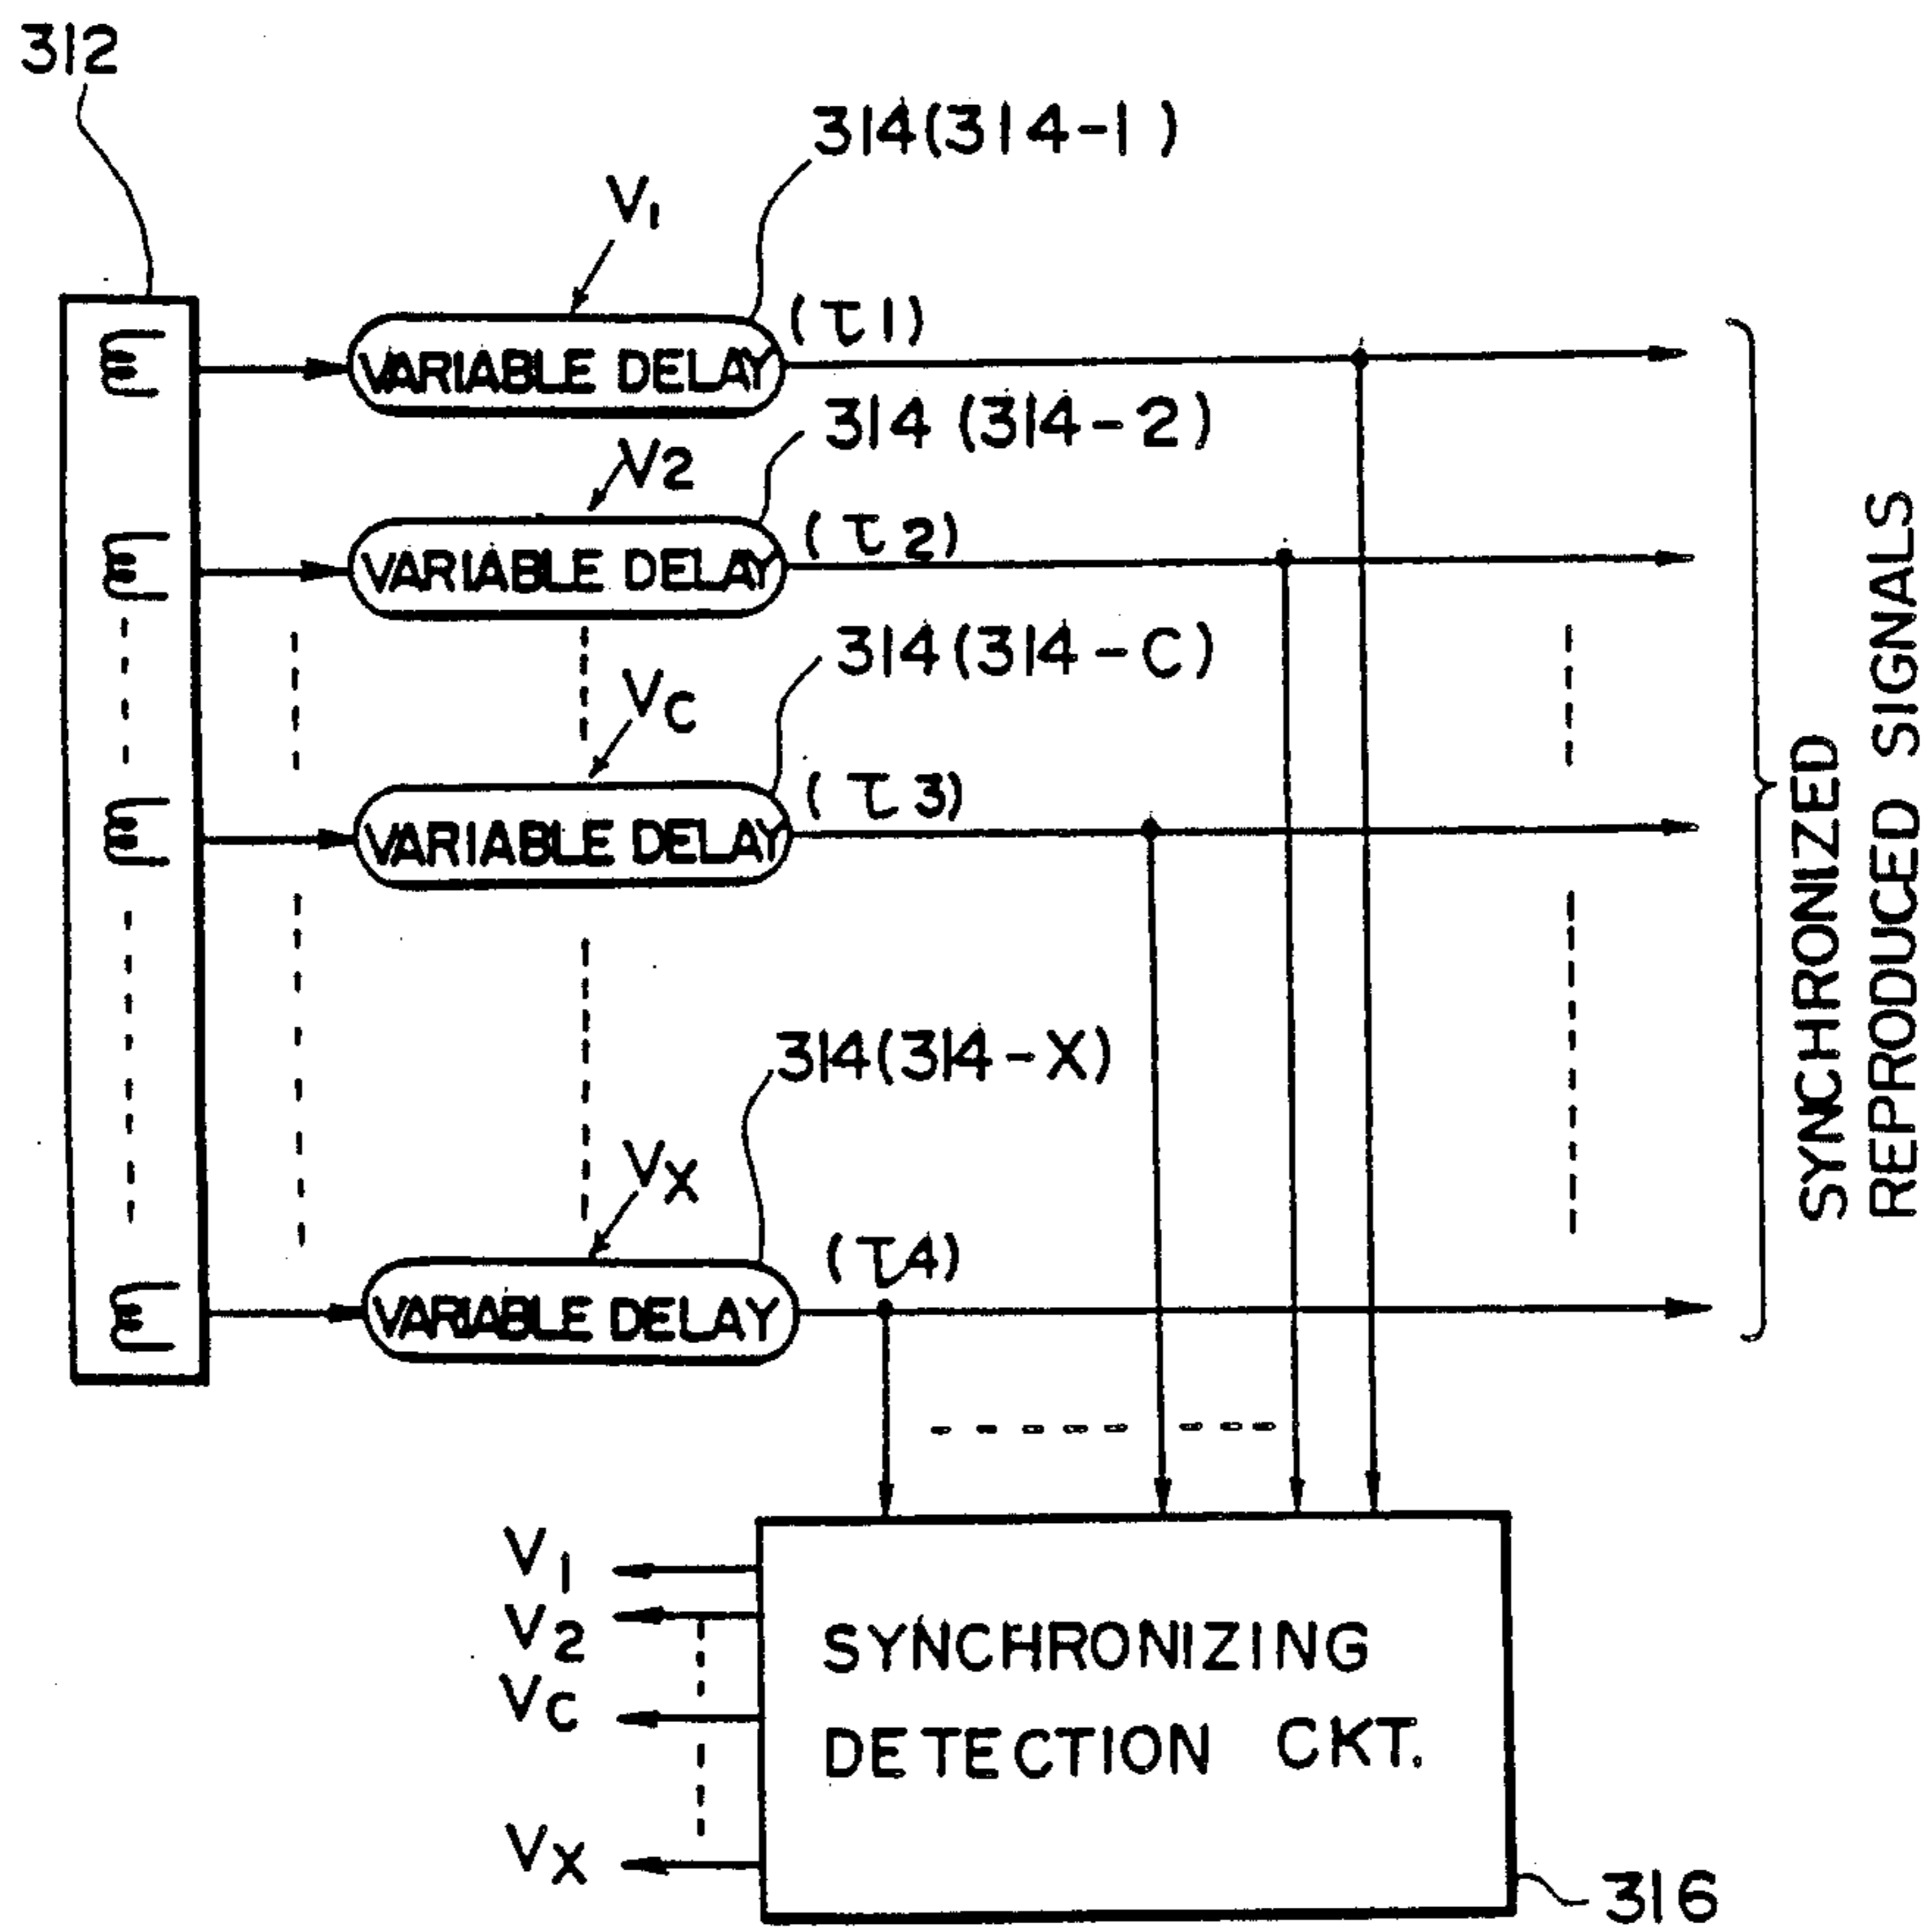 312
314(314-1)
V1
(τ1)
VARIABLE DELAY
314 (314-2)
V2
(τ2)
VARIABLE DELAY
314(314-C)
VC
(τ3)
VARIABLE DELAY
314(314-X)
VX
(τ4)
VARIABLE DELAY
SYNCHRONIZED
REPRODUCED SIGNALS
V1
V2
VC
VX
SYNCHRONIZING
DETECTION CKT.
316